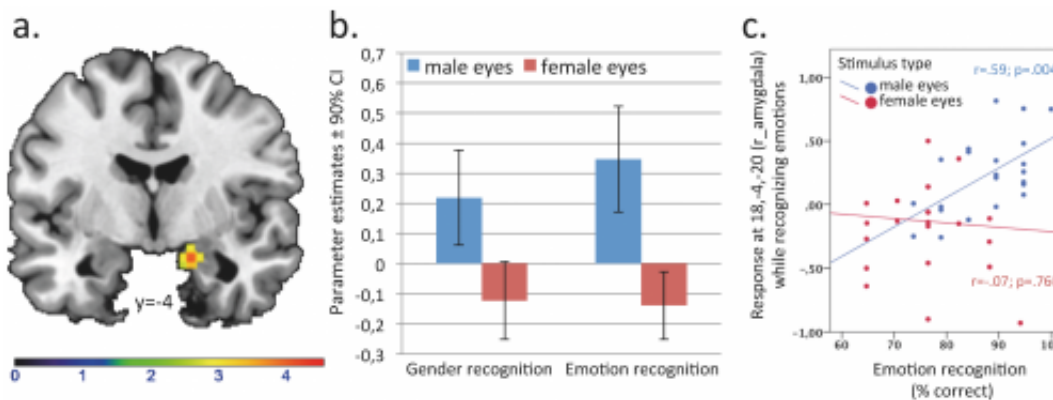 a.
y=-4
0 1 2 3 4
b.
Parameter estimates ± 90% CI
0,7
0,6
0,5
0,4
0,3
0,2
0,1
0
-0,1
-0,2
-0,3
male eyes female eyes
Gender recognition Emotion recognition
c.
Response at 18,-4,-20 (r_amygdala)
while recognizing emotions
1,00
,50
,00
-,50
-1,00
Stimulus type
male eyes
female eyes
r=.59; p=.004
r=-.07; p=.76
60 70 80 90 10
Emotion recognition
(% correct)